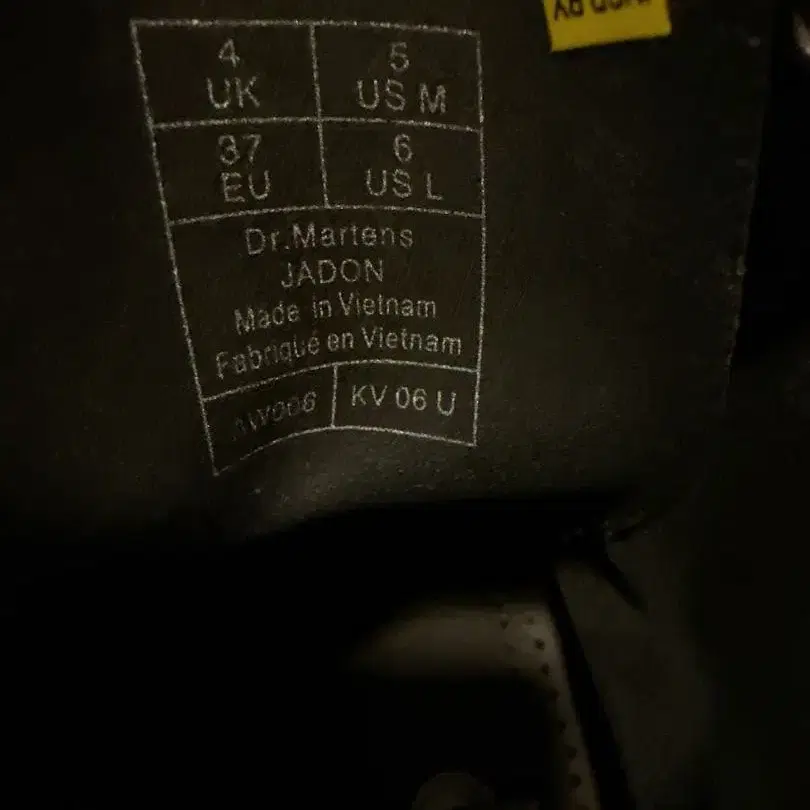 4 UK
5 US M
37 EU
6 US L
Dr.Martens
JADON
Made in Vietnam
Fabriqué en Vietnam
KV 06 U